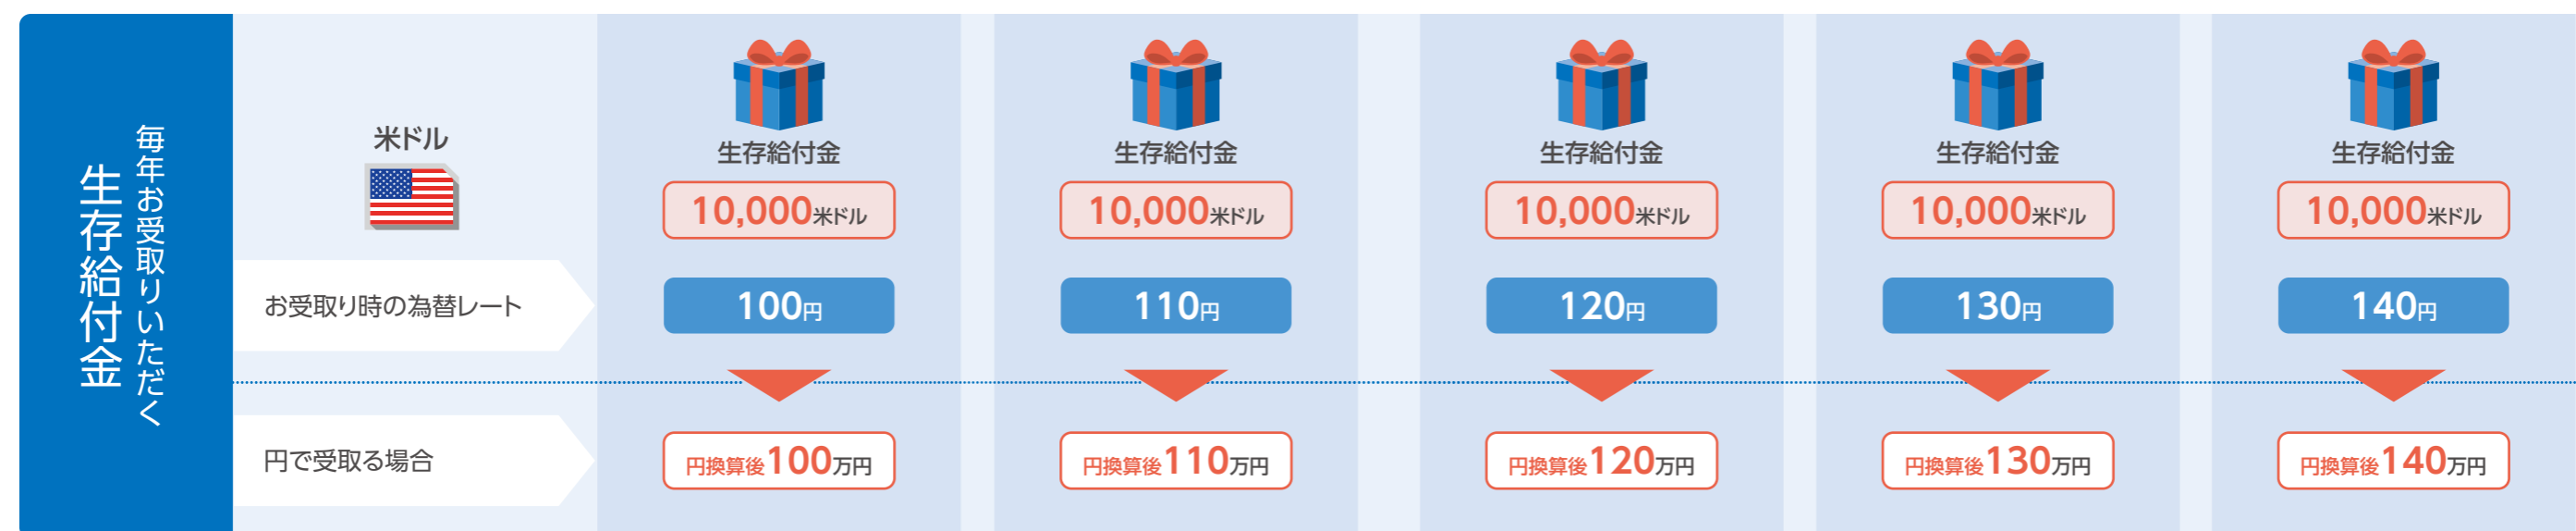 毎年お受取りいただく
生存給付金
米ドル
生存給付金
生存給付金
生存給付金
生存給付金
生存給付金
10,000米ドル
10,000米ドル
10,000米ドル
10,000米ドル
10,000米ドル
お受取り時の為替レート
100円
110円
120円
130円
140円
円で受取る場合
円換算後100万円
円換算後110万円
円換算後120万円
円換算後130万円
円換算後140万円